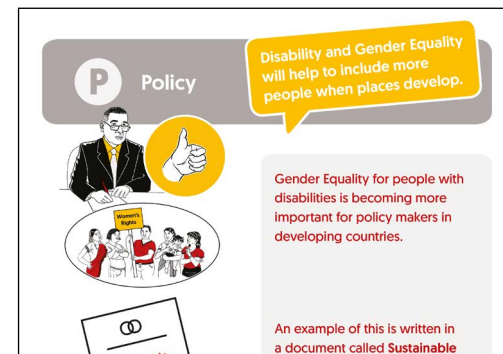 P
Policy
Disability and Gender Equality
will help to include more
people when places develop.
Women's
Rights
Gender Equality for people with
disabilities is becoming more
important for policy makers in
developing countries.
An example of this is written in
a document called Sustainable